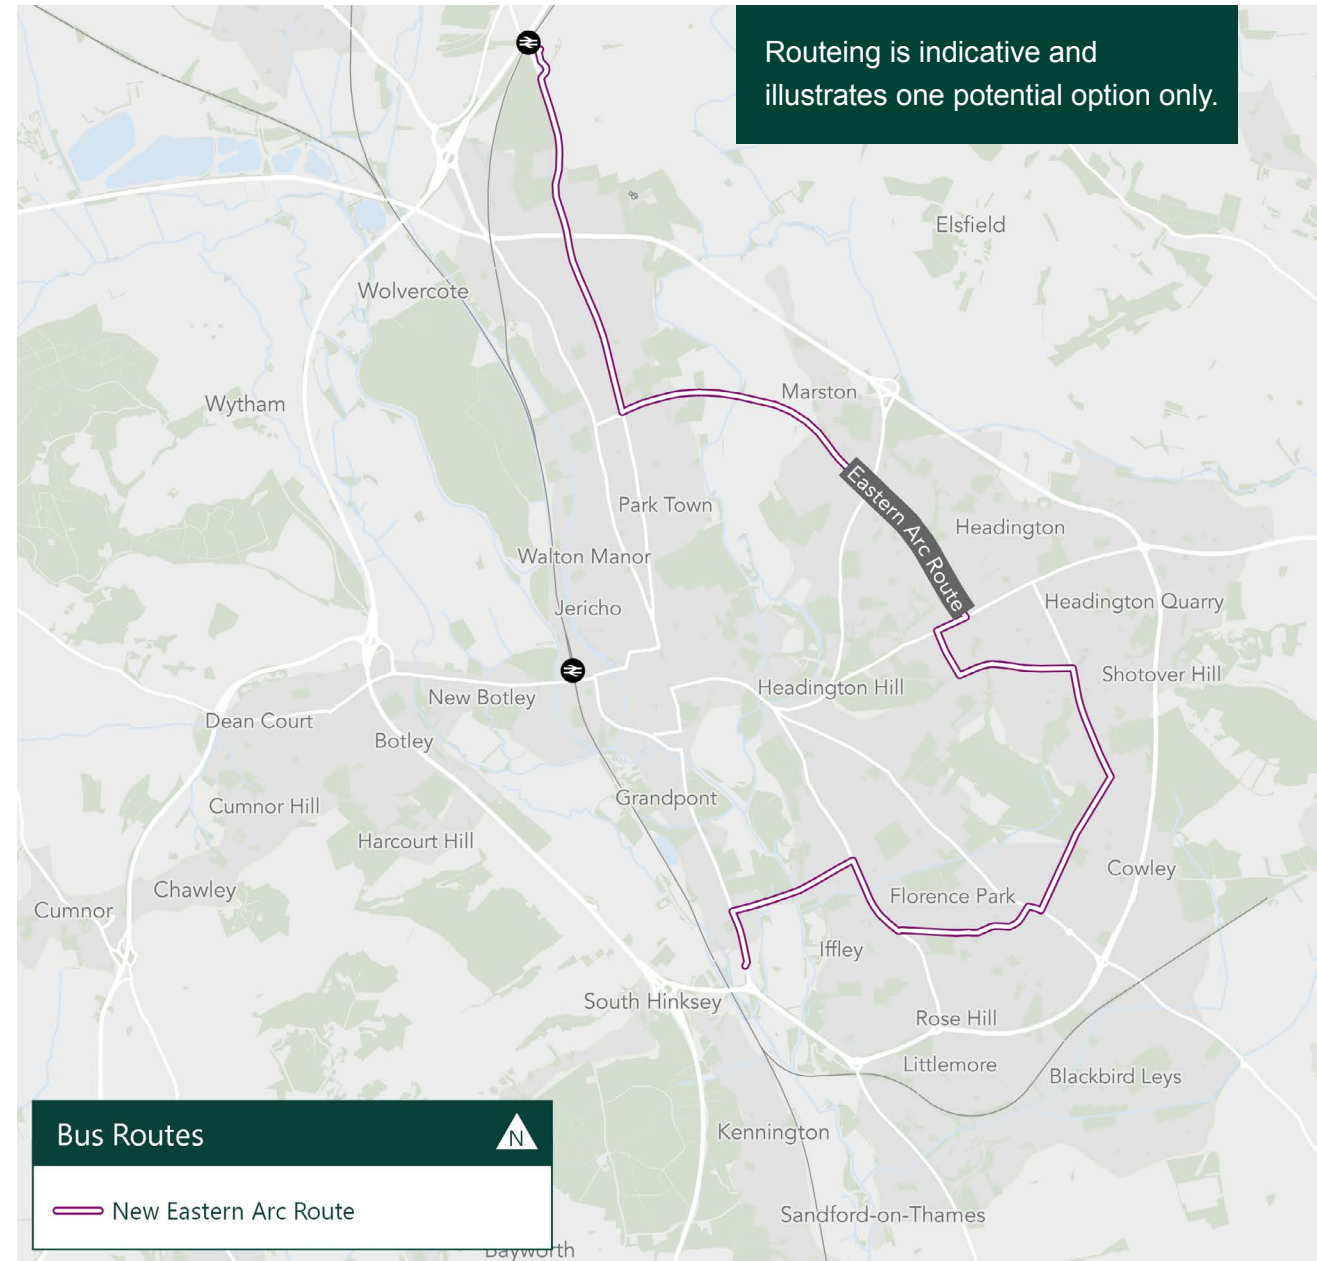 Routeing is indicative and
illustrates one potential option only.
Elsfield
Wolvercote
Marston
Wytham
Eastern Arc Route
Park Town
Headington
Walton Manor
Jericho
Headington Quarry
Shotover Hill
New Botley
Headington Hill
Dean Court
Botley
Grandpont
Cumnor Hill
Harcourt Hill
Cowley
Chawley
Florence Park
Cumnor
Iffley
South Hinksey
Rose Hill
Littlemore
Blackbird Leys
Kennington
Sandford-on-Thames
Bayworth
Bus Routes
N
New Eastern Arc Route